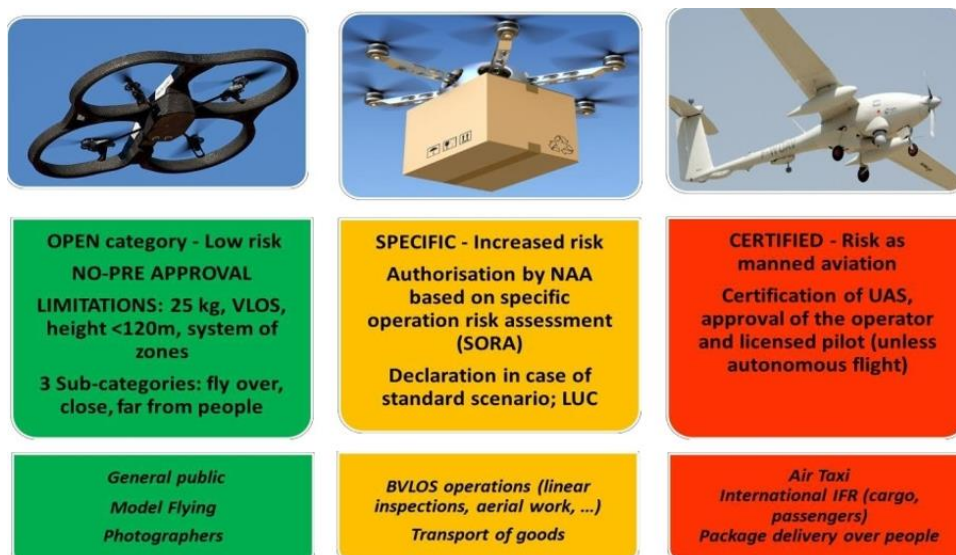 OPEN category - Low risk
NO-PRE APPROVAL
LIMITATIONS: 25 kg, VLOS,
height <120m, system of
zones
3 Sub-categories: fly over,
close, far from people
SPECIFIC - Increased risk
Authorisation by NAA
based on specific
operation risk assessment
(SORA)
Declaration in case of
standard scenario; LUC
CERTIFIED - Risk as
manned aviation
Certification of UAS,
approval of the operator
and licensed pilot (unless
autonomous flight)
General public
Model Flying
Photographers
BVLOS operations (linear
inspections, aerial work, ...)
Transport of goods
Air Taxi
International IFR (cargo,
passengers)
Package delivery over people